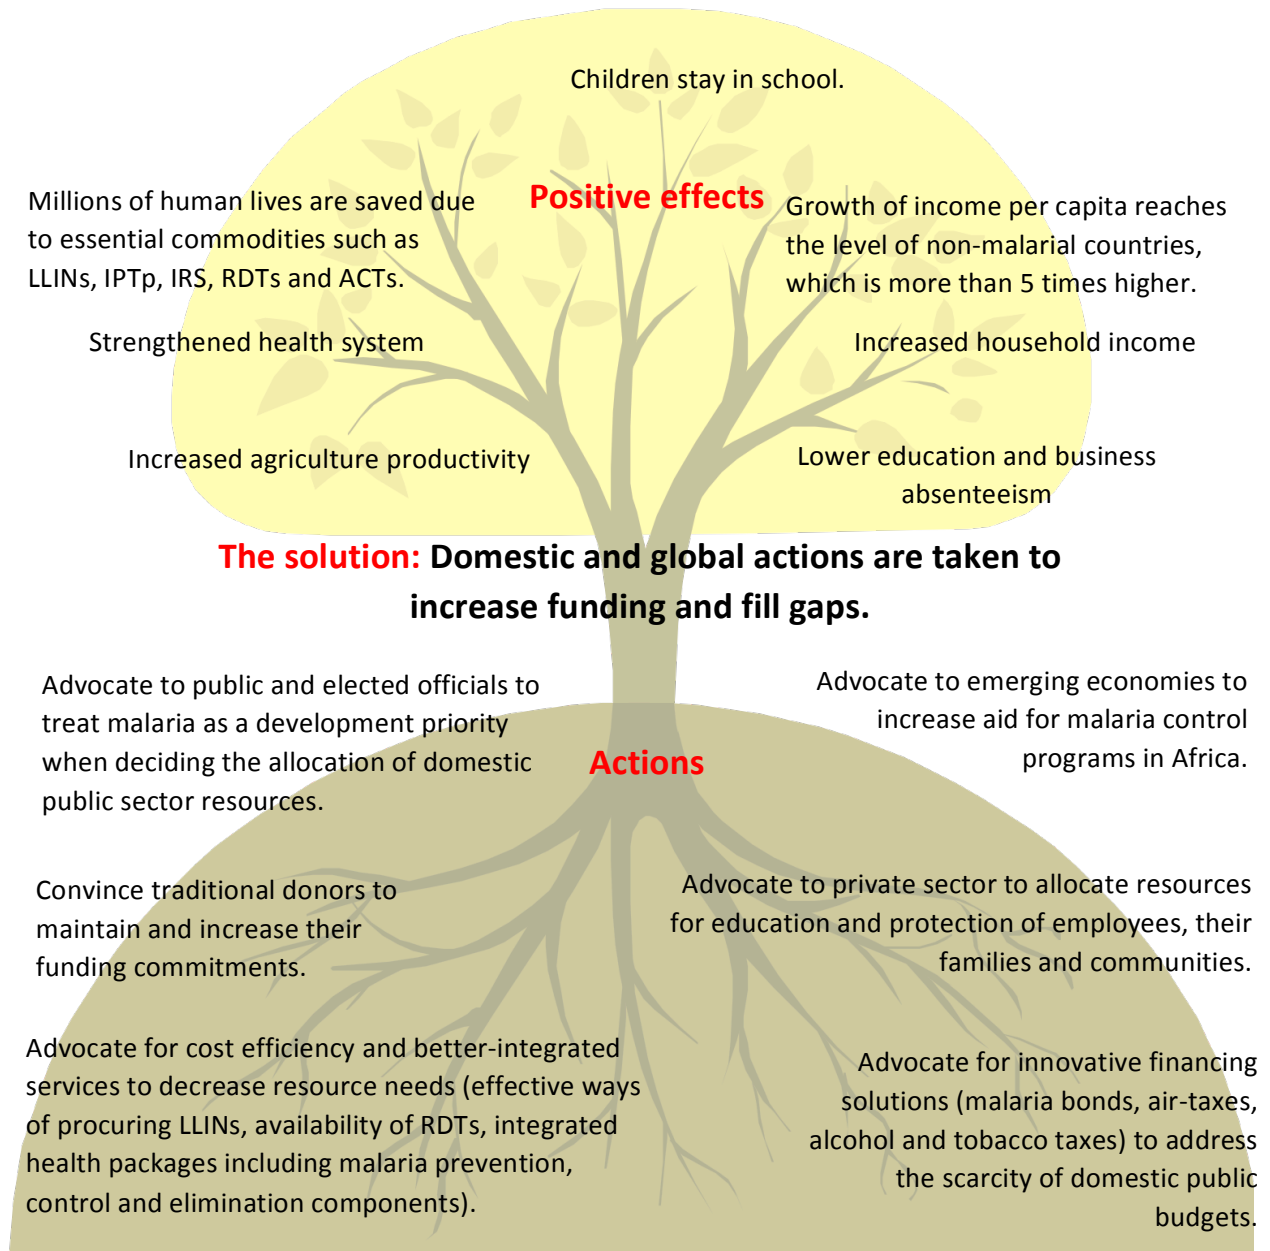 Children stay in school.
Positive effects
Millions of human lives are saved due
to essential commodities such as
LLINs, IPTp, IRS, RDTs and ACTs.
Growth of income per capita reaches
the level of non-malarial countries,
which is more than 5 times higher.
Strengthened health system
Increased household income
Increased agriculture productivity
Lower education and business
absenteeism
The solution: Domestic and global actions are taken to
increase funding and fill gaps.
Actions
Advocate to public and elected officials to
treat malaria as a development priority
when deciding the allocation of domestic
public sector resources.
Advocate to emerging economies to
increase aid for malaria control
programs in Africa.
Convince traditional donors to
maintain and increase their
funding commitments.
Advocate to private sector to allocate resources
for education and protection of employees, their
families and communities.
Advocate for cost efficiency and better-integrated
services to decrease resource needs (effective ways
of procuring LLINs, availability of RDTs, integrated
health packages including malaria prevention,
control and elimination components).
Advocate for innovative financing
solutions (malaria bonds, air-taxes,
alcohol and tobacco taxes) to address
the scarcity of domestic public
budgets.